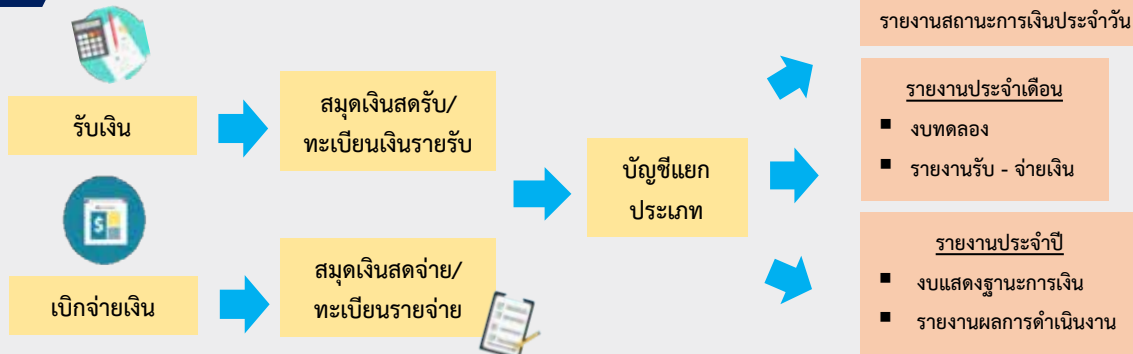 รายงานสถานะการเงินประจำวัน
รับเงิน
สมุดเงินสดรับ/
ทะเบียนเงินรายรับ
เบิกจ่ายเงิน
สมุดเงินสดจ่าย/
ทะเบียนรายจ่าย
บัญชีแยก
ประเภท
รายงานประจำเดือน
▪ งบทดลอง
▪ รายงานรับ - จ่ายเงิน
รายงานประจำปี
▪ งบแสดงฐานะการเงิน
▪ รายงานผลการดำเนินงาน